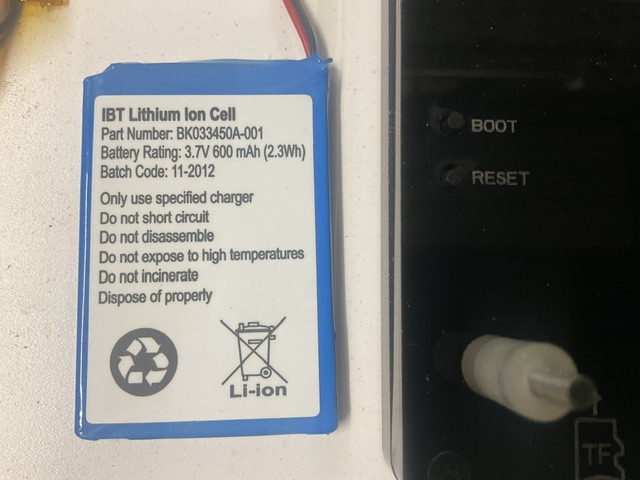 IBT Lithium Ion Cell
Part Number: BK033450A-001
Battery Rating: 3.7V 600 mAh (2.3Wh)
Batch Code: 11-2012
Only use specified charger
Do not short circuit
Do not disassemble
Do not expose to high temperatures
Do not incinerate
Dispose of properly
Li-ion
BOOT
RESET
TF